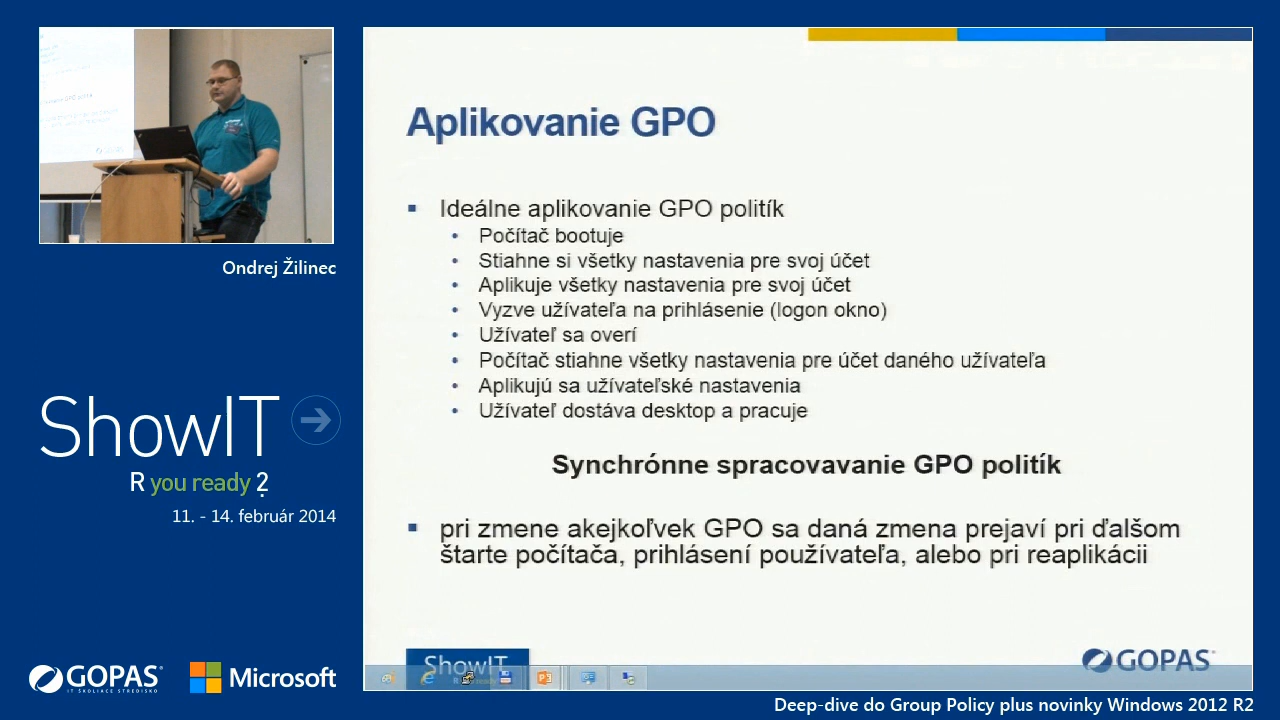 Aplikovanie GPO
Ideálne aplikovanie GPO politík
Počítač bootuje
Stiahne si všetky nastavenia pre svoj účet
Aplikuje všetky nastavenia pre svoj účet
Vyzve užívateľa na prihlásenie (logon okno)
Užívateľ sa overí
Počítač stiahne všetky nastavenia pre účet daného užívateľa
Aplikujú sa užívateľské nastavenia
Užívateľ dostáva desktop a pracuje
Synchrónne spracovavanie GPO politík
pri zmene akejkoľvek GPO sa daná zmena prejaví pri ďalšom
štarte počítača, prihlásení používateľa, alebo pri reaplikácii
ShowIT
GOPAS
Ondrej Žilinec
ShowIT
R you ready ?
11. - 14. február 2014
GOPAS
IT ŠKOLIACE STREDISKO
Microsoft
Deep-dive do Group Policy plus novinky Windows 2012 R2